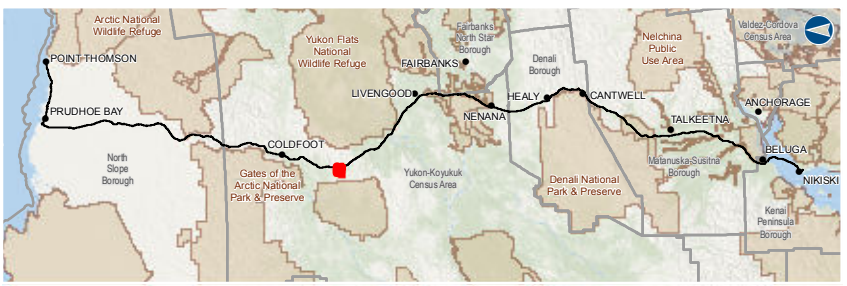 Arctic National
Wildlife Refuge
POINT THOMSON
PRUDHOE BAY
North
Slope
Borough
COLDFOOT
Gates of the
Arctic National
Park & Preserve
Yukon Flats
National
Wildlife Refuge
LIVENGOOD
FAIRBANKS
Fairbanks
North Star
Borough
Yukon-Koyukuk
Census Area
NENANA
HEALY
Denali
Borough
CANTWELL
Denali National
Park & Preserve
Nelchina
Public
Use Area
TALKEETNA
Matanuska-Susitna
Borough
Valdez-Cordova
Census Area
ANCHORAGE
BELUGA
NIKISKI
Kenai
Peninsula
Borough